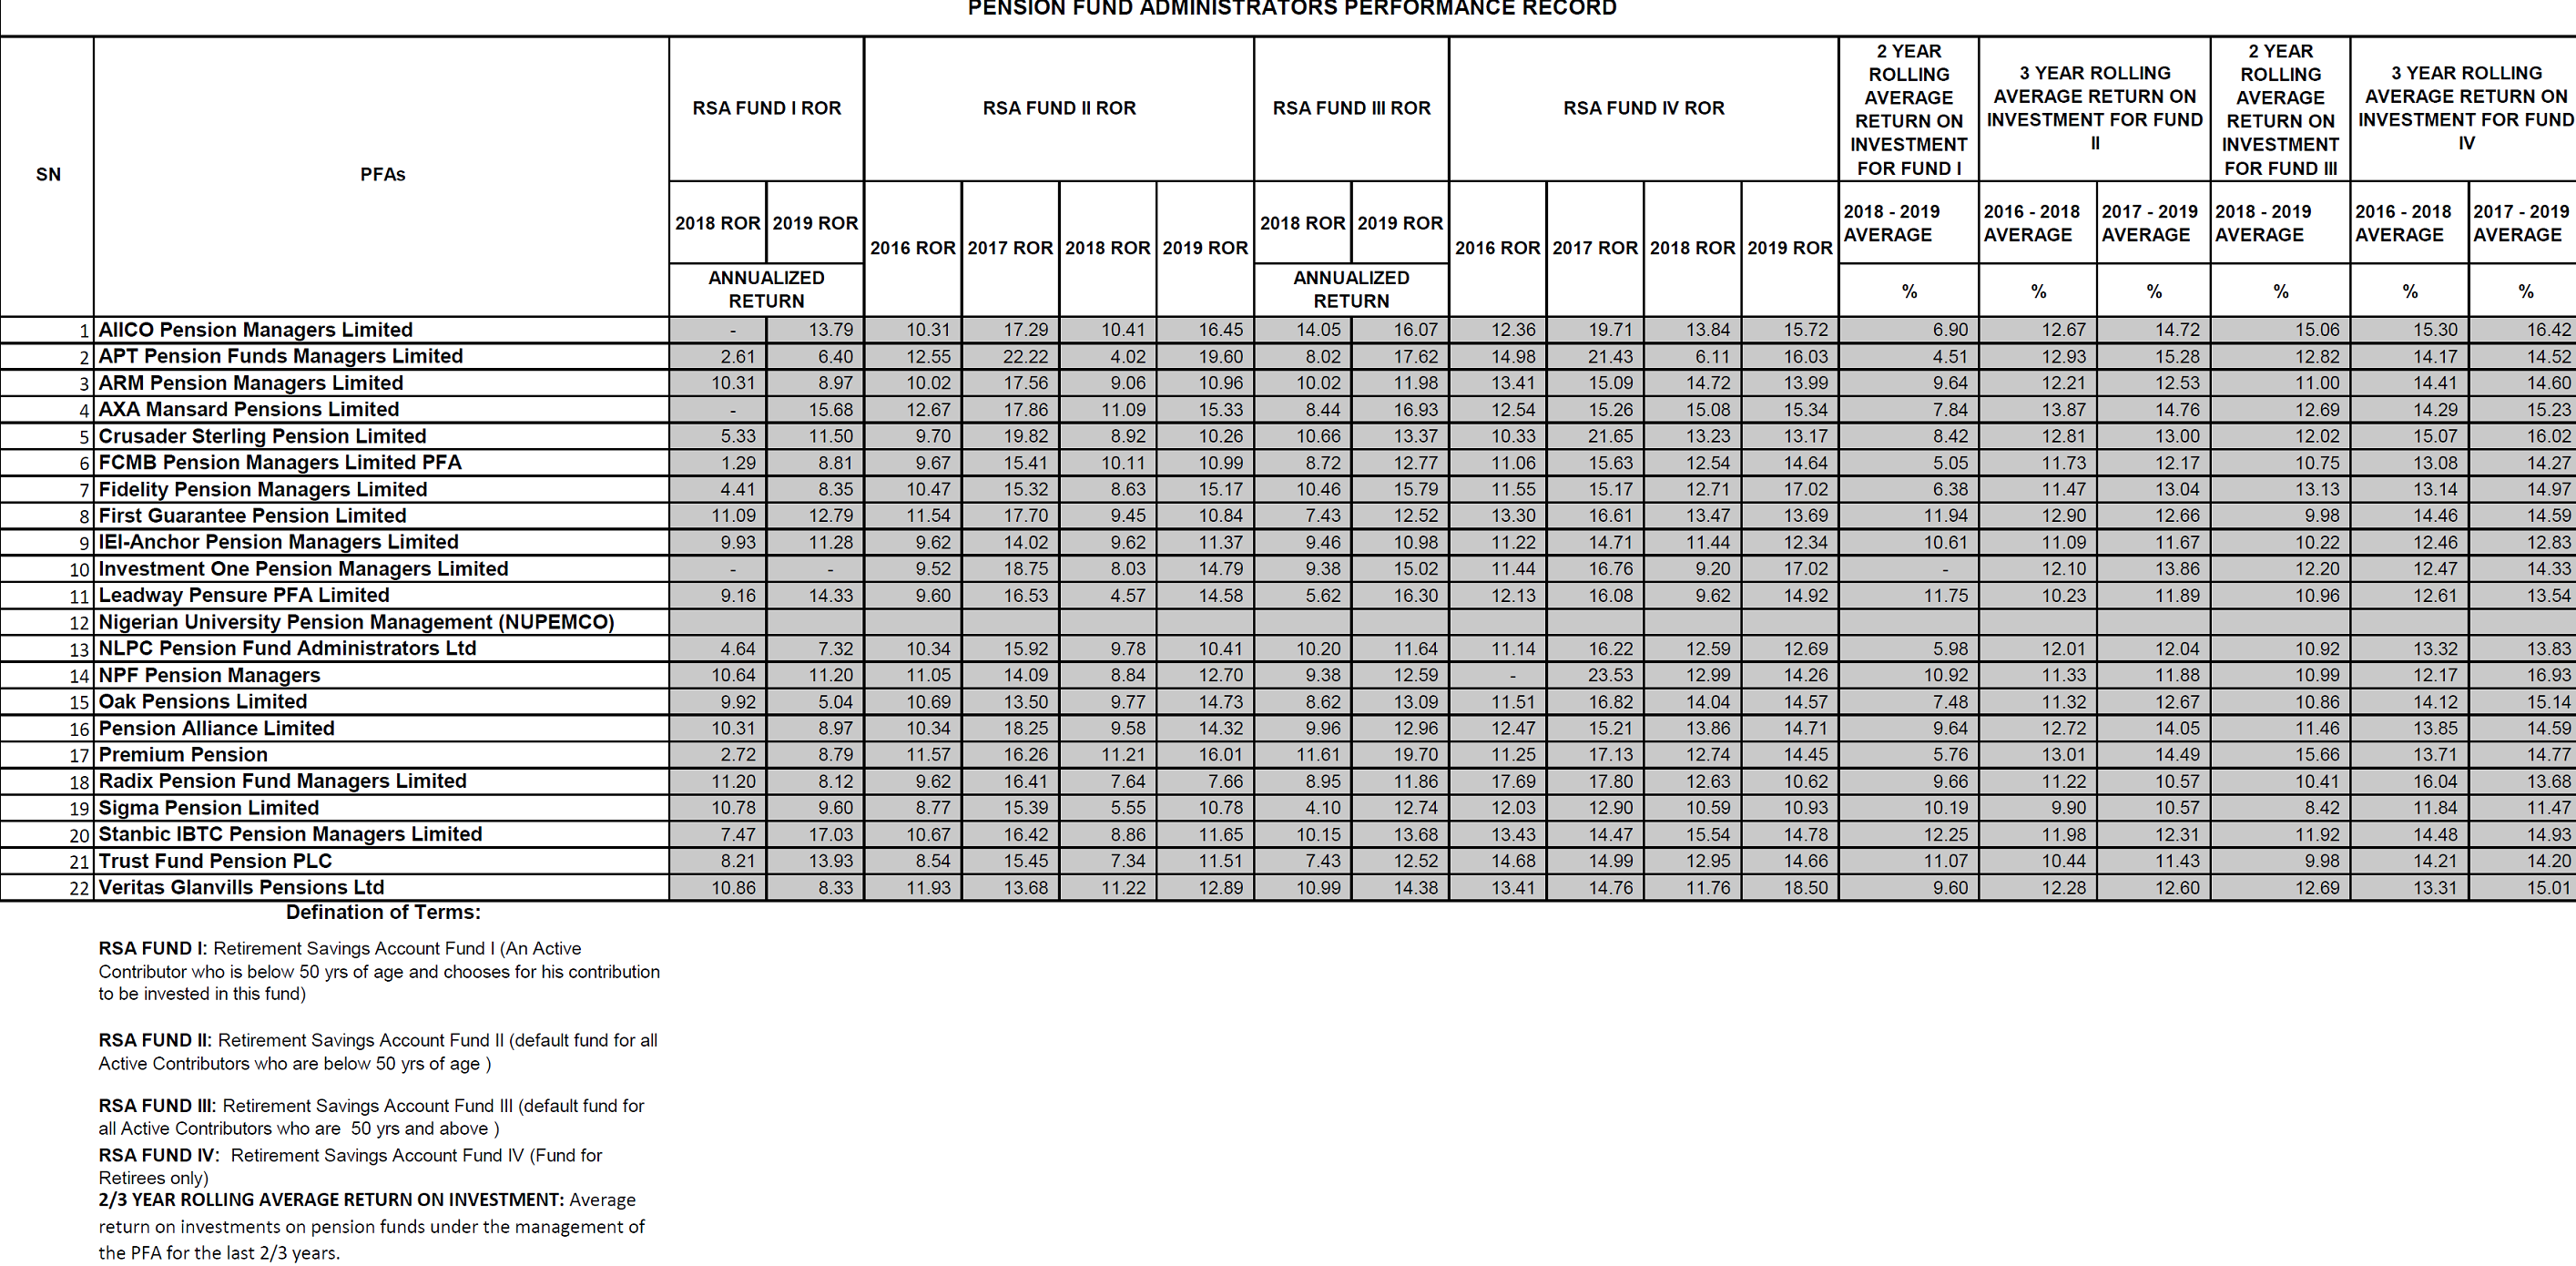 PENSION FUND ADMINISTRATORS PERFORMANCE RECORD
SN PFAs RSA FUND I ROR RSA FUND II ROR RSA FUND III ROR RSA FUND IV ROR 2 YEAR ROLLING AVERAGE RETURN ON INVESTMENT FOR FUND I 3 YEAR ROLLING AVERAGE RETURN ON INVESTMENT FOR FUND II 2 YEAR ROLLING AVERAGE RETURN ON INVESTMENT FOR FUND III 3 YEAR ROLLING AVERAGE RETURN ON INVESTMENT FOR FUND IV
2018 ROR 2019 ROR 2016 ROR 2017 ROR 2018 ROR 2019 ROR 2018 ROR 2019 ROR 2016 ROR 2017 ROR 2018 ROR 2019 ROR 2018 - 2019 AVERAGE 2016 - 2018 AVERAGE 2017 - 2019 AVERAGE 2018 - 2019 AVERAGE 2016 - 2018 AVERAGE 2017 - 2019 AVERAGE
ANNUALIZED RETURN ANNUALIZED RETURN % % % % % %
1 AIICO Pension Managers Limited - 13.79 10.31 17.29 10.41 16.45 14.05 16.07 12.36 19.71 13.84 15.72 6.90 12.67 14.72 15.06 15.30 16.42
2 APT Pension Funds Managers Limited 2.61 6.40 12.55 22.22 4.02 19.60 8.02 17.62 14.98 21.43 6.11 16.03 4.51 12.93 15.28 12.82 14.17 14.52
3 ARM Pension Managers Limited 10.31 8.97 10.02 17.56 9.06 10.96 10.02 11.98 13.41 15.09 14.72 13.99 9.64 12.21 12.53 11.00 14.41 14.60
4 AXA Mansard Pensions Limited - 15.68 12.67 17.86 11.09 15.33 8.44 16.93 12.54 15.26 15.08 15.34 7.84 13.87 14.76 12.69 14.29 15.23
5 Crusader Sterling Pension Limited 5.33 11.50 9.70 19.82 8.92 10.26 10.66 13.37 10.33 21.65 13.23 13.17 8.42 12.81 13.00 12.02 15.07 16.02
6 FCMB Pension Managers Limited PFA 1.29 8.81 9.67 15.41 10.11 10.99 8.72 12.77 11.06 15.63 12.54 14.64 5.05 11.73 12.17 10.75 13.08 14.27
7 Fidelity Pension Managers Limited 4.41 8.35 10.47 15.32 8.63 15.17 10.46 15.79 11.55 15.17 12.71 17.02 6.38 11.47 13.04 13.13 13.14 14.97
8 First Guarantee Pension Limited 11.09 12.79 11.54 17.70 9.45 10.84 7.43 12.52 13.30 16.61 13.47 13.69 11.94 12.90 12.66 9.98 14.46 14.59
9 IEI-Anchor Pension Managers Limited 9.93 11.28 9.62 14.02 9.62 11.37 9.46 10.98 11.22 14.71 11.44 12.34 10.61 11.09 11.67 10.22 12.46 12.83
10 Investment One Pension Managers Limited - - 9.52 18.75 8.03 14.79 9.38 15.02 11.44 16.76 9.20 17.02 - 12.10 13.86 12.20 12.47 14.33
11 Leadway Pensure PFA Limited 9.16 14.33 9.60 16.53 4.57 14.58 5.62 16.30 12.13 16.08 9.62 14.92 11.75 10.23 11.89 10.96 12.61 13.54
12 Nigerian University Pension Management (NUPEMCO)
13 NLPC Pension Fund Administrators Ltd 4.64 7.32 10.34 15.92 9.78 10.41 10.20 11.64 11.14 16.22 12.59 12.69 5.98 12.01 12.04 10.92 13.32 13.83
14 NPF Pension Managers 10.64 11.20 11.05 14.09 8.84 12.70 9.38 12.59 - 23.53 12.99 14.26 10.92 11.33 11.88 10.99 12.17 16.93
15 Oak Pensions Limited 9.92 5.04 10.69 13.50 9.77 14.73 8.62 13.09 11.51 16.82 14.04 14.57 7.48 11.32 12.67 10.86 14.12 15.14
16 Pension Alliance Limited 10.31 8.97 10.34 18.25 9.58 14.32 9.96 12.96 12.47 15.21 13.86 14.71 9.64 12.72 14.05 11.46 13.85 14.59
17 Premium Pension 2.72 8.79 11.57 16.26 11.21 16.01 11.61 19.70 11.25 17.13 12.74 14.45 5.76 13.01 14.49 15.66 13.71 14.77
18 Radix Pension Fund Managers Limited 11.20 8.12 9.62 16.41 7.64 7.66 8.95 11.86 17.69 17.80 12.63 10.62 9.66 11.22 10.57 10.41 16.04 13.68
19 Sigma Pension Limited 10.78 9.60 8.77 15.39 5.55 10.78 4.10 12.74 12.03 12.90 10.59 10.93 10.19 9.90 10.57 8.42 11.84 11.47
20 Stanbic IBTC Pension Managers Limited 7.47 17.03 10.67 16.42 8.86 11.65 10.15 13.68 13.43 14.47 15.54 14.78 12.25 11.98 12.31 11.92 14.48 14.93
21 Trust Fund Pension PLC 8.21 13.93 8.54 15.45 7.34 11.51 7.43 12.52 14.68 14.99 12.95 14.66 11.07 10.44 11.43 9.98 14.21 14.20
22 Veritas Glanvills Pensions Ltd 10.86 8.33 11.93 13.68 11.22 12.89 10.99 14.38 13.41 14.76 11.76 18.50 9.60 12.28 12.60 12.69 13.31 15.01
Defination of Terms:
RSA FUND I: Retirement Savings Account Fund I (An Active
Contributor who is below 50 yrs of age and chooses for his contribution
to be invested in this fund)
RSA FUND II: Retirement Savings Account Fund II (default fund for all
Active Contributors who are below 50 yrs of age )
RSA FUND III: Retirement Savings Account Fund III (default fund for
all Active Contributors who are 50 yrs and above )
RSA FUND IV: Retirement Savings Account Fund IV (Fund for
Retirees only)
2/3 YEAR ROLLING AVERAGE RETURN ON INVESTMENT: Average
return on investments on pension funds under the management of
the PFA for the last 2/3 years.